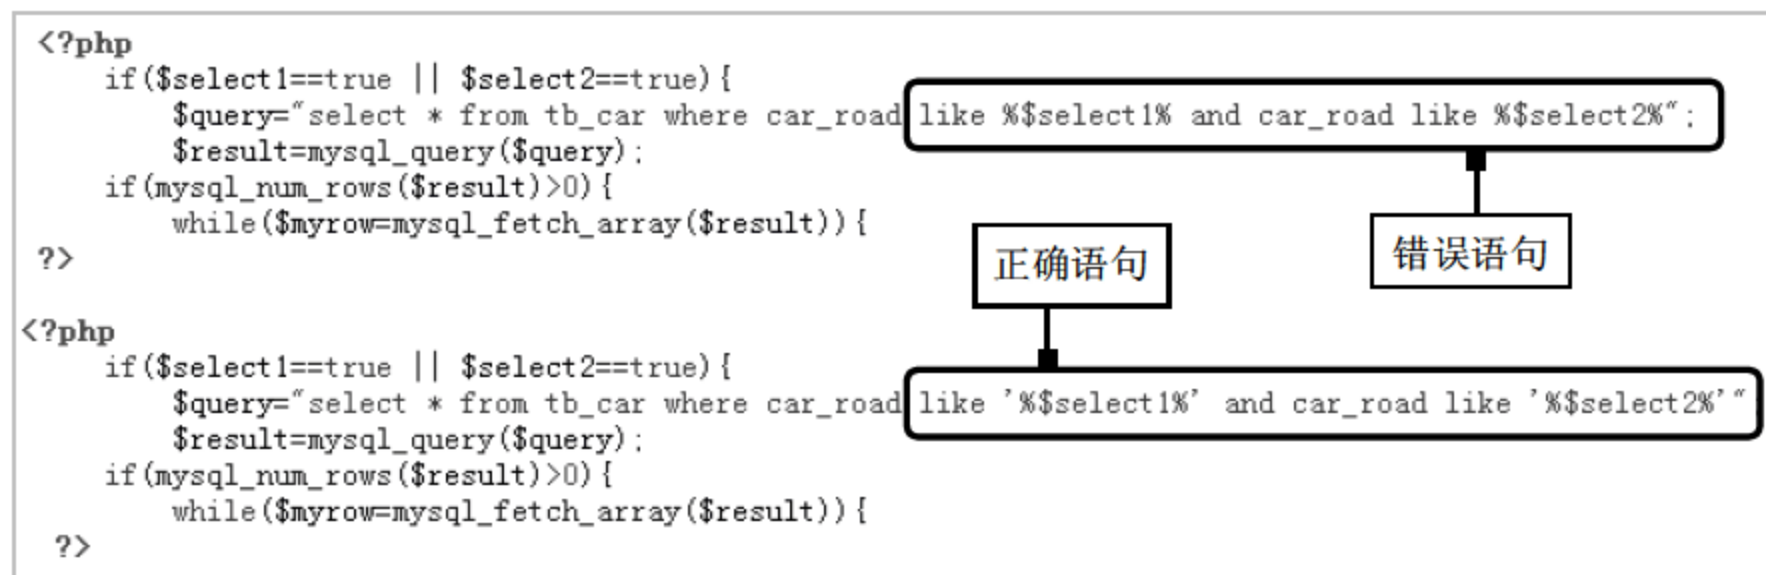 <?php
if($select1==true || $select2==true){
$query="select * from tb_car where car_road like %$select1% and car_road like %$select2%";
$result=mysql_query($query);
if(mysql_num_rows($result)>0){
while($myrow=mysql_fetch_array($result)){
?>
错误语句
正确语句
<?php
if($select1==true || $select2==true){
$query="select * from tb_car where car_road like '%$select1%' and car_road like '%$select2%'"
$result=mysql_query($query);
if(mysql_num_rows($result)>0){
while($myrow=mysql_fetch_array($result)){
?>